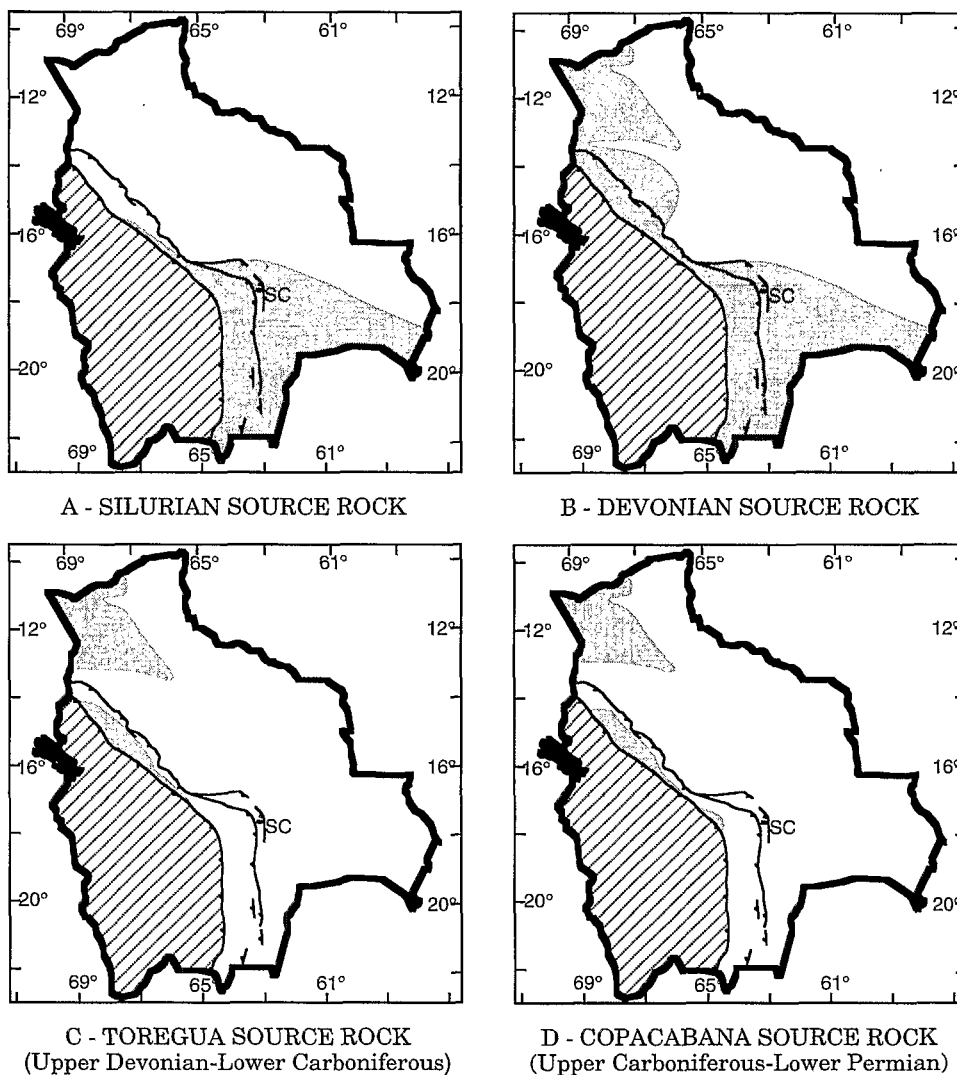 69° 65° 61°
12° 12°
16° 16°
SC
20° 20°
69° 65° 61°
A - SILURIAN SOURCE ROCK
69° 65° 61°
12° 12°
16° 16°
SC
20° 20°
69° 65° 61°
B - DEVONIAN SOURCE ROCK
69° 65° 61°
12° 12°
16° 16°
SC
20° 20°
69° 65° 61°
C - TOREGUA SOURCE ROCK
(Upper Devonian-Lower Carboniferous)
69° 65° 61°
12° 12°
16° 16°
SC
20° 20°
69° 65° 61°
D - COPACABANA SOURCE ROCK
(Upper Carboniferous-Lower Permian)